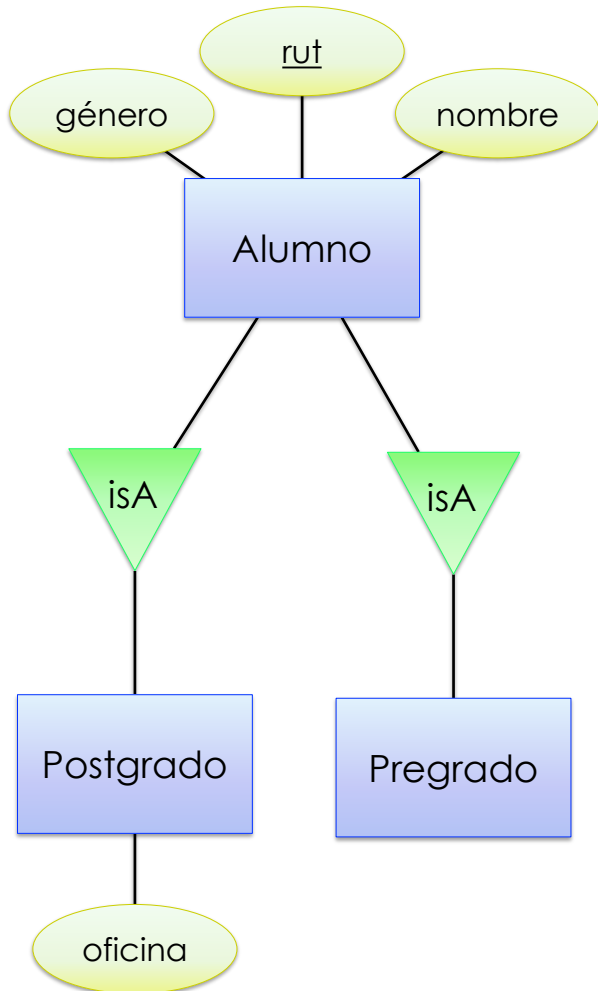 rut
género
nombre
Alumno
isA
isA
Postgrado
Pregrado
oficina